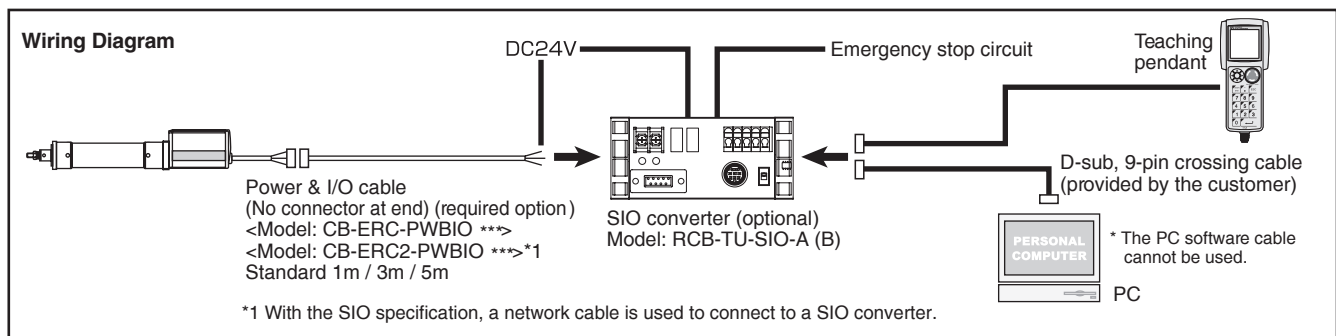 Wiring Diagram
DC24V
Emergency stop circuit
Teaching
pendant
D-sub, 9-pin crossing cable
(provided by the customer)
Power & I/O cable
(No connector at end) (required option)
<Model: CB-ERC-PWBIO ***>
<Model: CB-ERC2-PWBIO ***>*1
Standard 1m / 3m / 5m
SIO converter (optional)
Model: RCB-TU-SIO-A (B)
PERSONAL
COMPUTER
* The PC software cable
cannot be used.
PC
*1 With the SIO specification, a network cable is used to connect to a SIO converter.